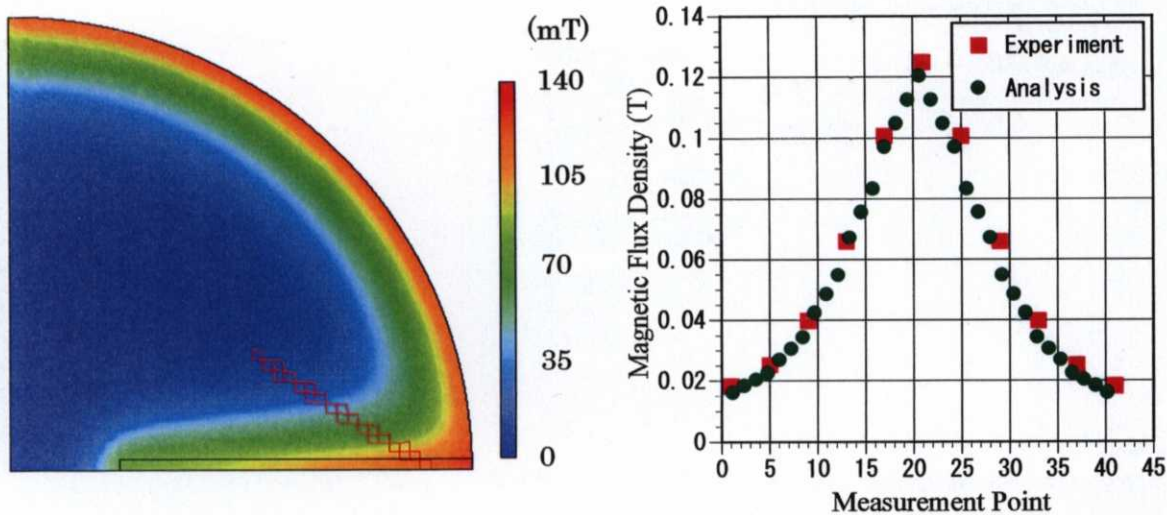 (mT)
140
105
70
35
0
Magnetic Flux Density (T)
0.14
0.12
0.1
0.08
0.06
0.04
0.02
0
Experiment
Analysis
0 5 10 15 20 25 30 35 40 45
Measurement Point